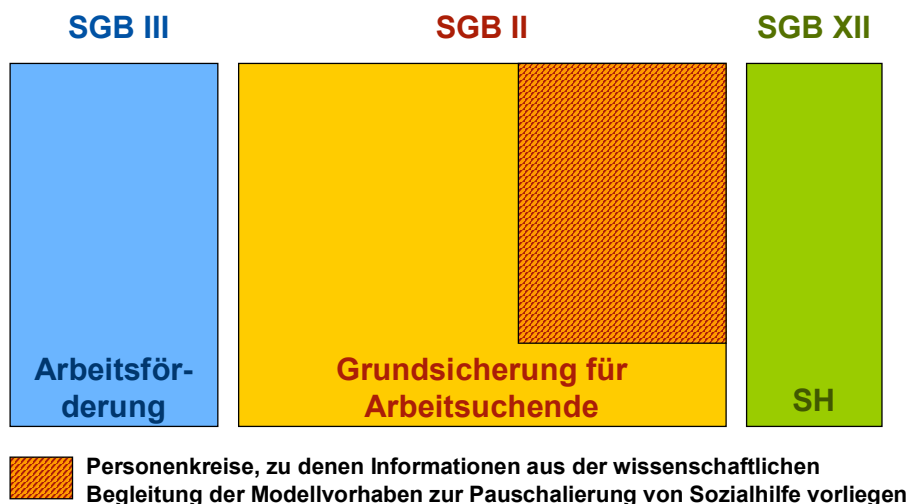 SGB III
SGB II
SGB XII
Arbeitsför-
derung
Grundsicherung für
Arbeitsuchende
SH
Personenkreise, zu denen Informationen aus der wissenschaftlichen
Begleitung der Modellvorhaben zur Pauschalierung von Sozialhilfe vorliegen